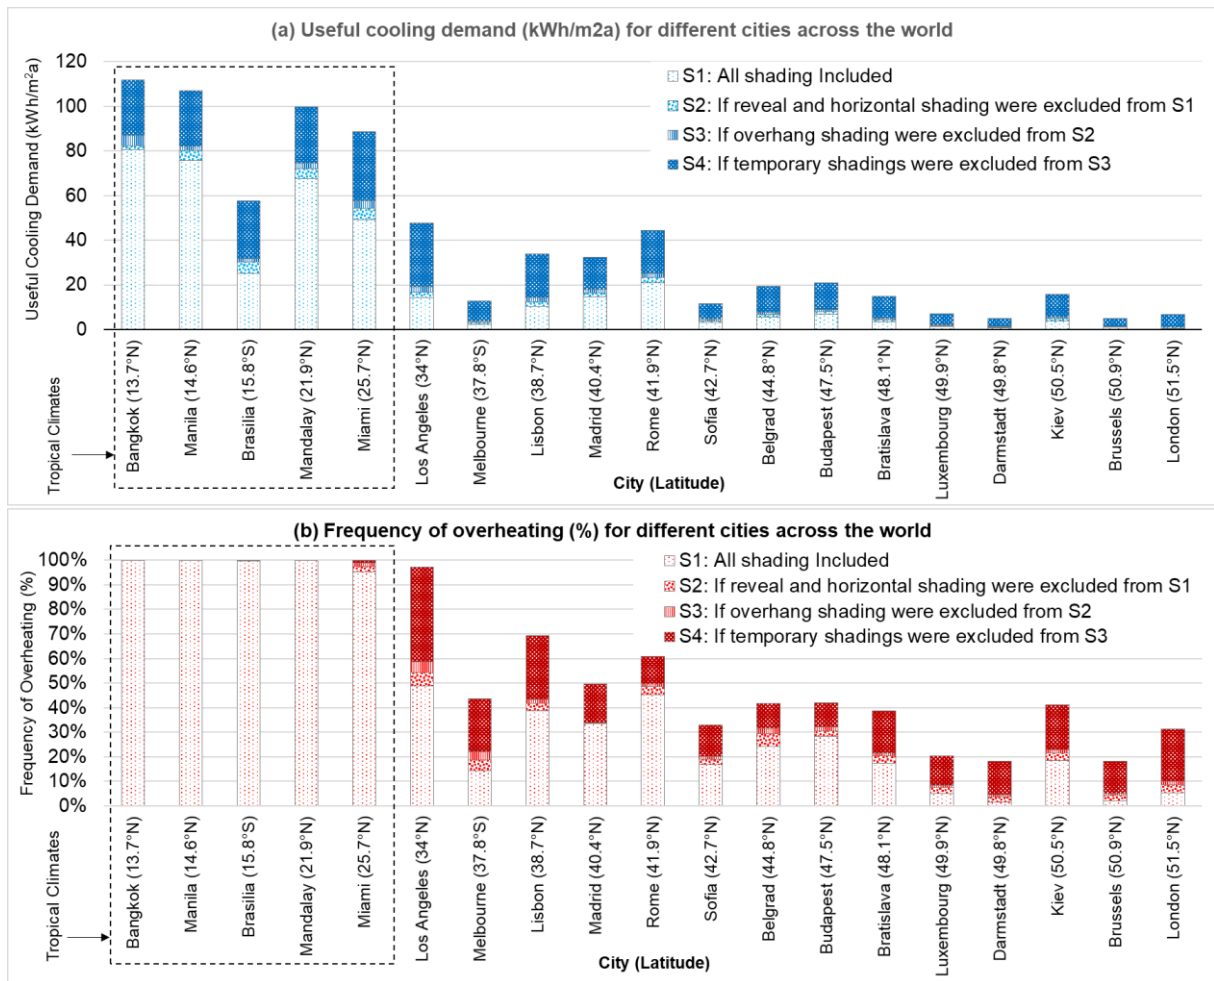 (a) Useful cooling demand (kWh/m2a) for different cities across the world
Useful Cooling Demand (kWh/m²a)
120
100
80
60
40
20
0
S1: All shading Included
S2: If reveal and horizontal shading were excluded from S1
S3: If overhang shading were excluded from S2
S4: If temporary shadings were excluded from S3
Tropical Climates
Bangkok (13.7°N)
Manila (14.6°N)
Brasilia (15.8°S)
Mandalay (21.9°N)
Miami (25.7°N)
Los Angeles (34°N)
Melbourne (37.8°S)
Lisbon (38.7°N)
Madrid (40.4°N)
Rome (41.9°N)
Sofia (42.7°N)
Belgrad (44.8°N)
Budapest (47.5°N)
Bratislava (48.1°N)
Luxembourg (49.9°N)
Darmstadt (49.8°N)
Kiev (50.5°N)
Brussels (50.9°N)
London (51.5°N)
City (Latitude)
(b) Frequency of overheating (%) for different cities across the world
Frequency of Overheating (%)
100%
90%
80%
70%
60%
50%
40%
30%
20%
10%
0%
S1: All shading Included
S2: If reveal and horizontal shading were excluded from S1
S3: If overhang shading were excluded from S2
S4: If temporary shadings were excluded from S3
Tropical Climates
Bangkok (13.7°N)
Manila (14.6°N)
Brasilia (15.8°S)
Mandalay (21.9°N)
Miami (25.7°N)
Los Angeles (34°N)
Melbourne (37.8°S)
Lisbon (38.7°N)
Madrid (40.4°N)
Rome (41.9°N)
Sofia (42.7°N)
Belgrad (44.8°N)
Budapest (47.5°N)
Bratislava (48.1°N)
Luxembourg (49.9°N)
Darmstadt (49.8°N)
Kiev (50.5°N)
Brussels (50.9°N)
London (51.5°N)
City (Latitude)